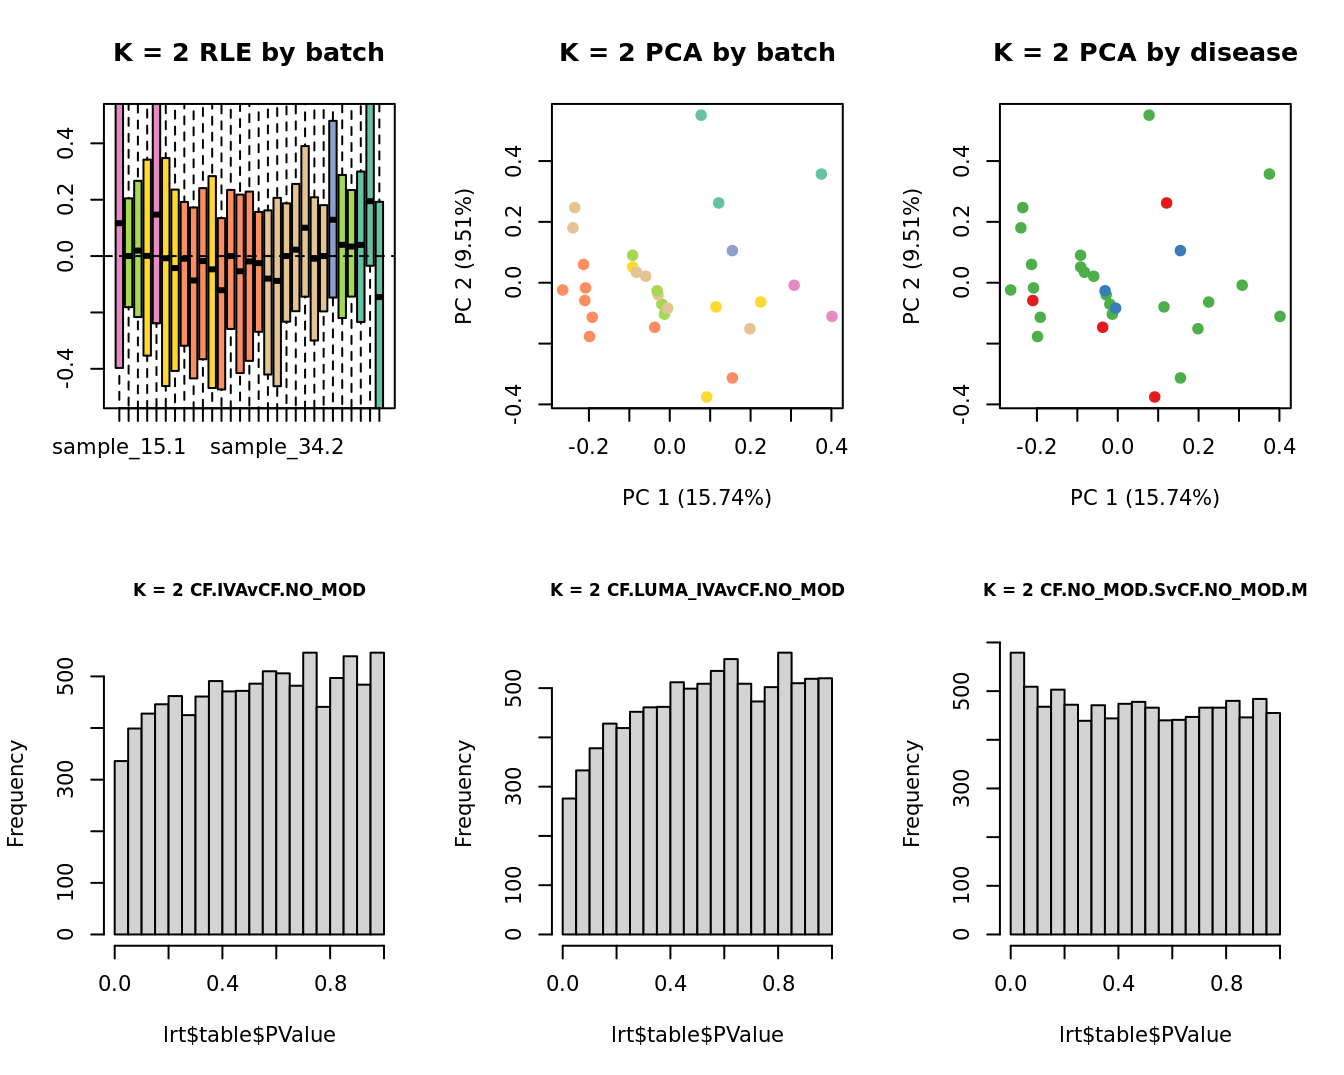 K = 2 RLE by batch
0.4
0.2
0.0
-0.4
sample_15.1 sample_34.2
K = 2 PCA by batch
PC 2 (9.51%)
0.4
0.2
0.0
-0.4
-0.2 0.0 0.2 0.4
PC 1 (15.74%)
K = 2 PCA by disease
PC 2 (9.51%)
0.4
0.2
0.0
-0.4
-0.2 0.0 0.2 0.4
PC 1 (15.74%)
K = 2 CF.IVAvCF.NO_MOD
Frequency
500
300
100
0
0.0 0.4 0.8
lrt$table$PValue
K = 2 CF.LUMA_IVAvCF.NO_MOD
Frequency
500
300
100
0
0.0 0.4 0.8
lrt$table$PValue
K = 2 CF.NO_MOD.SvCF.NO_MOD.M
Frequency
500
300
100
0
0.0 0.4 0.8
lrt$table$PValue